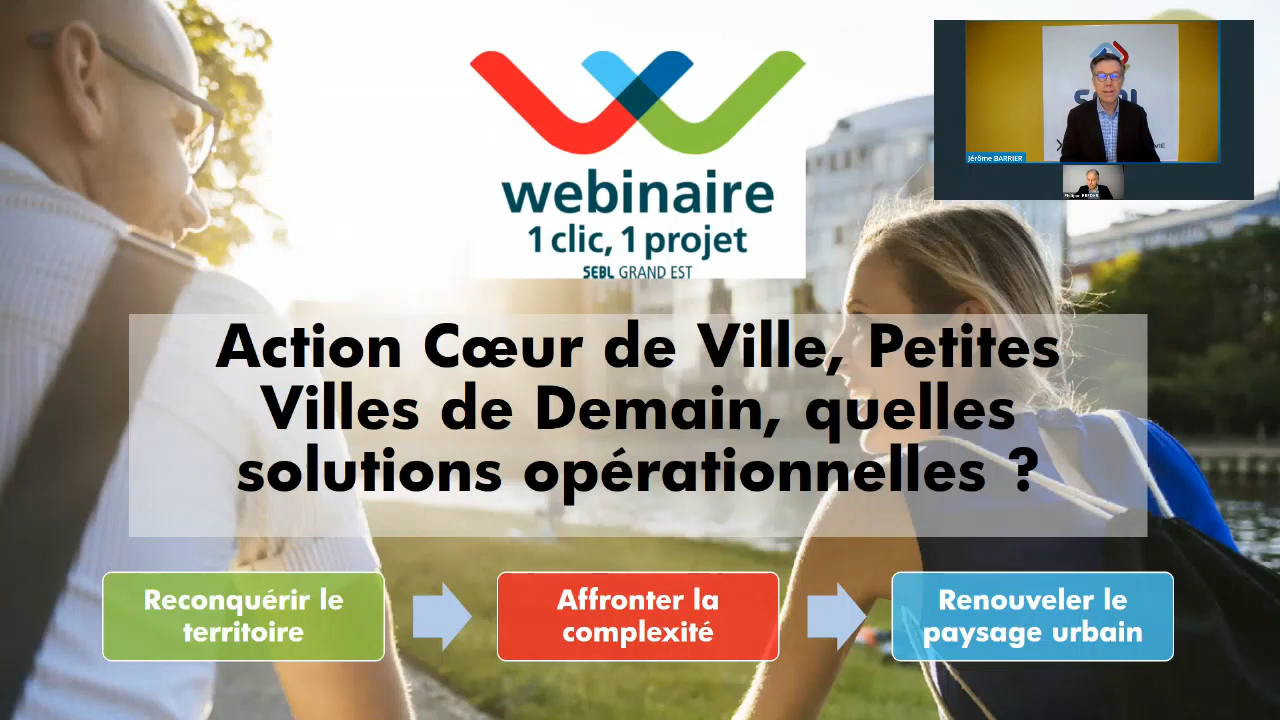 webinaire
1 clic, 1 projet
SEBL GRAND EST
Jérôme BARRIER
Action Cœur de Ville, Petites
Villes de Demain, quelles
solutions opérationnelles ?
Reconquérir le
territoire
Affronter la
complexité
Renouveler le
paysage urbain